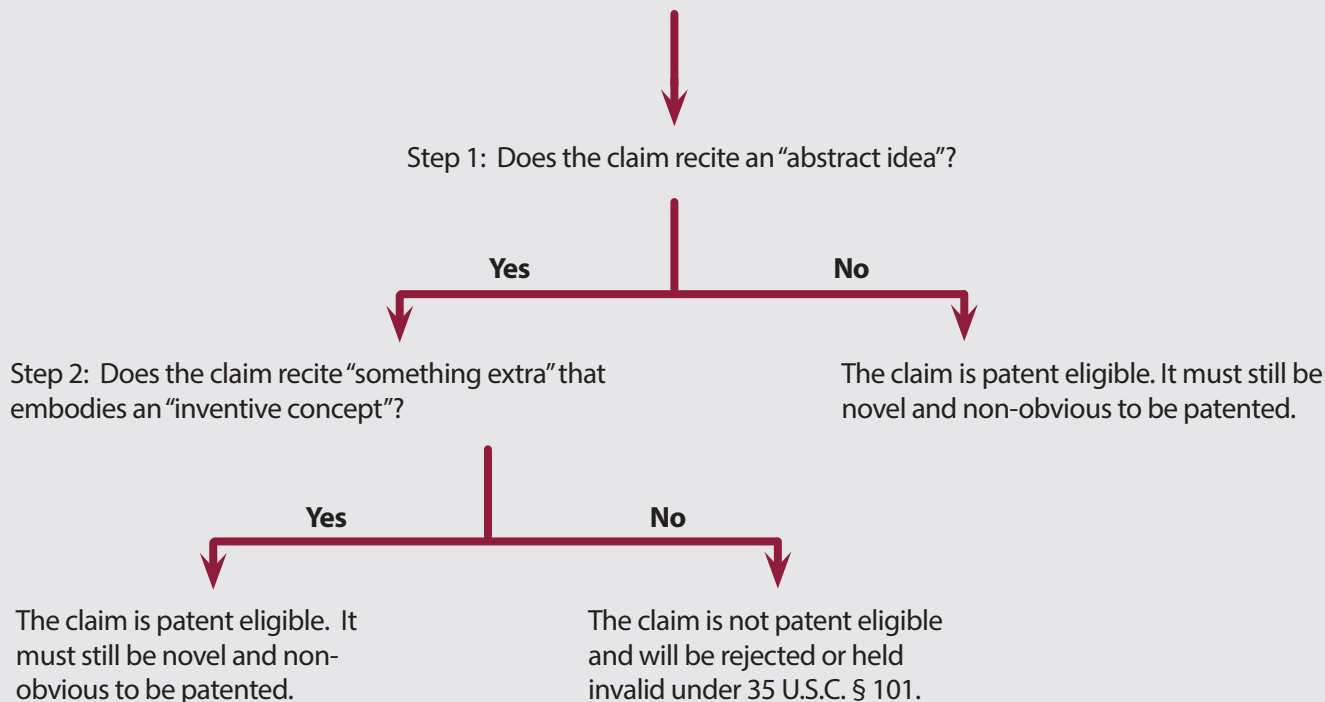 Step 1: Does the claim recite an “abstract idea”?
Yes
No
Step 2: Does the claim recite “something extra” that
embodies an “inventive concept”?
The claim is patent eligible. It must still be
novel and non-obvious to be patented.
Yes
No
The claim is patent eligible. It
must still be novel and non-
obvious to be patented.
The claim is not patent eligible
and will be rejected or held
invalid under 35 U.S.C. § 101.